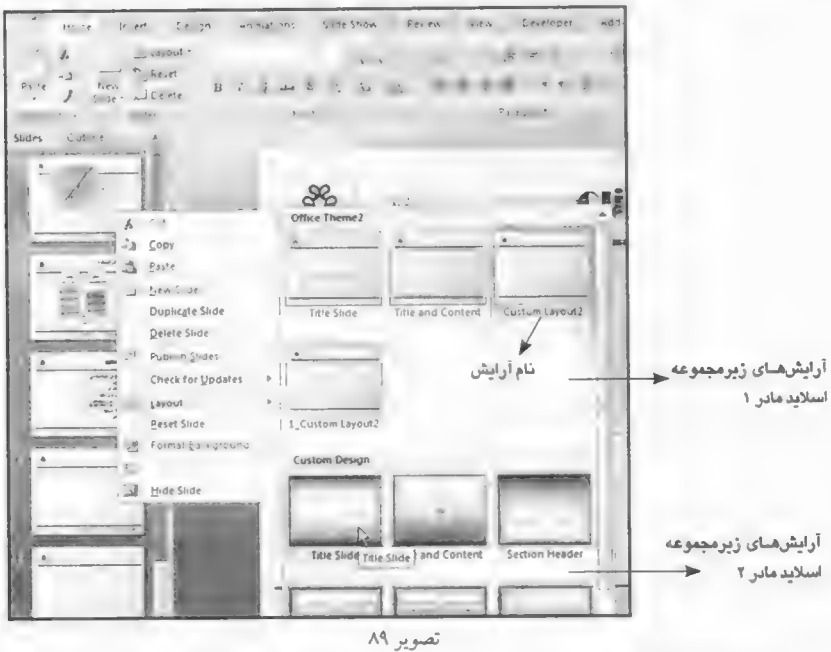 Home Insert Design Animations Slide Show Review View Developer Add-
Layout
Reset
Delete
Paste
New Slide
B
Slides Outline
Office Theme2
Title Slide
Title and Content
Custom Layout2
نام آرایش
1_Custom Layout2
Custom Design
Title Slide
Title Slide
and Content
Section Header
Cut
Copy
Paste
New Slide
Duplicate Slide
Delete Slide
Publish Slides
Check for Updates
Layout
Reset Slide
Format Background
Hide Slide
آرایش‌های زیرمجموعه
اسلاید مادر ۱
آرایش‌های زیرمجموعه
اسلاید مادر ۲
تصویر ۸۹